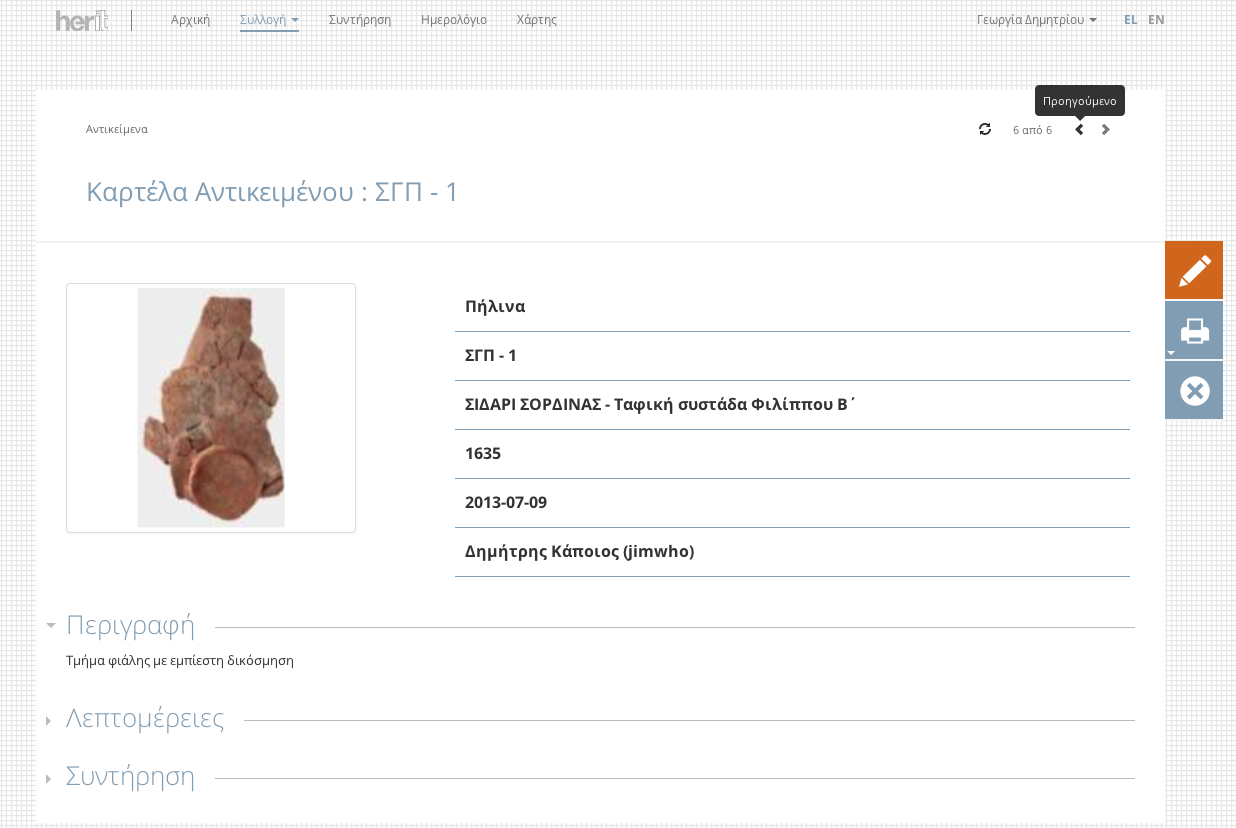 herit
Αρχική Συλλογή Συντήρηση Ημερολόγιο Χάρτης Γεωργία Δημητρίου EL EN
Προηγούμενο
Αντικείμενα 6 από 6
Καρτέλα Αντικειμένου : ΣΓΠ - 1
Πήλινα
ΣΓΠ - 1
ΣΙΔΑΡΙ ΣΟΡΔΙΝΑΣ - Ταφική συστάδα Φιλίππου Β΄
1635
2013-07-09
Δημήτρης Κάποιος (jimwho)
Περιγραφή
Τμήμα φιάλης με εμπίεστη δικόσμηση
Λεπτομέρειες
Συντήρηση